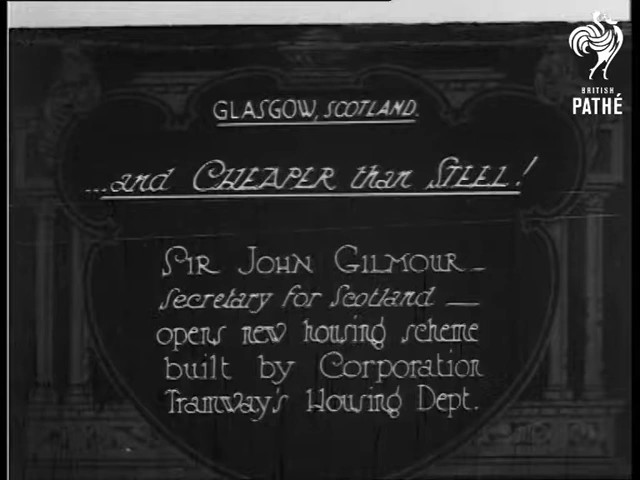 BRITISH
PATHÉ
GLASGOW, SCOTLAND.
...and CHEAPER than STEEL!
SIR JOHN GILMOUR –
Secretary for Scotland —
opens new housing scheme
built by Corporation
Tramway's Housing Dept.